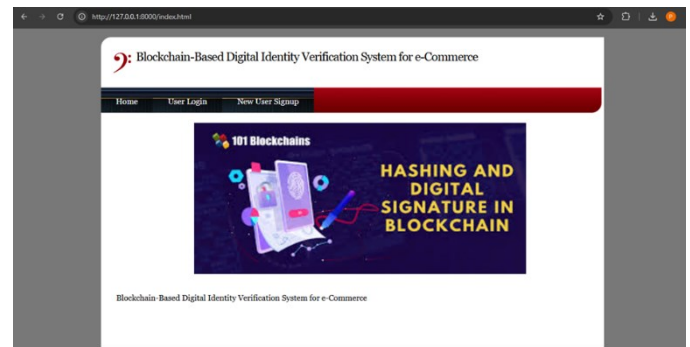 http://127.0.0.1:8000/index.html
Blockchain-Based Digital Identity Verification System for e-Commerce
Home User Login New User Signup
101 Blockchains
HASHING AND
DIGITAL
SIGNATURE IN
BLOCKCHAIN
Blockchain-Based Digital Identity Verification System for e-Commerce